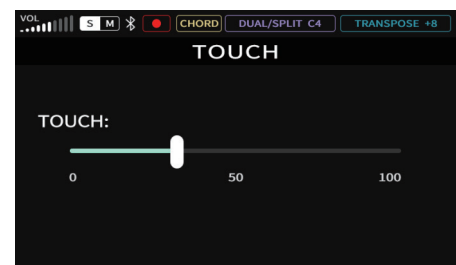 VOL S M CHORD DUAL/SPLIT C4 TRANSPOSE +8
TOUCH
TOUCH:
0 50 100